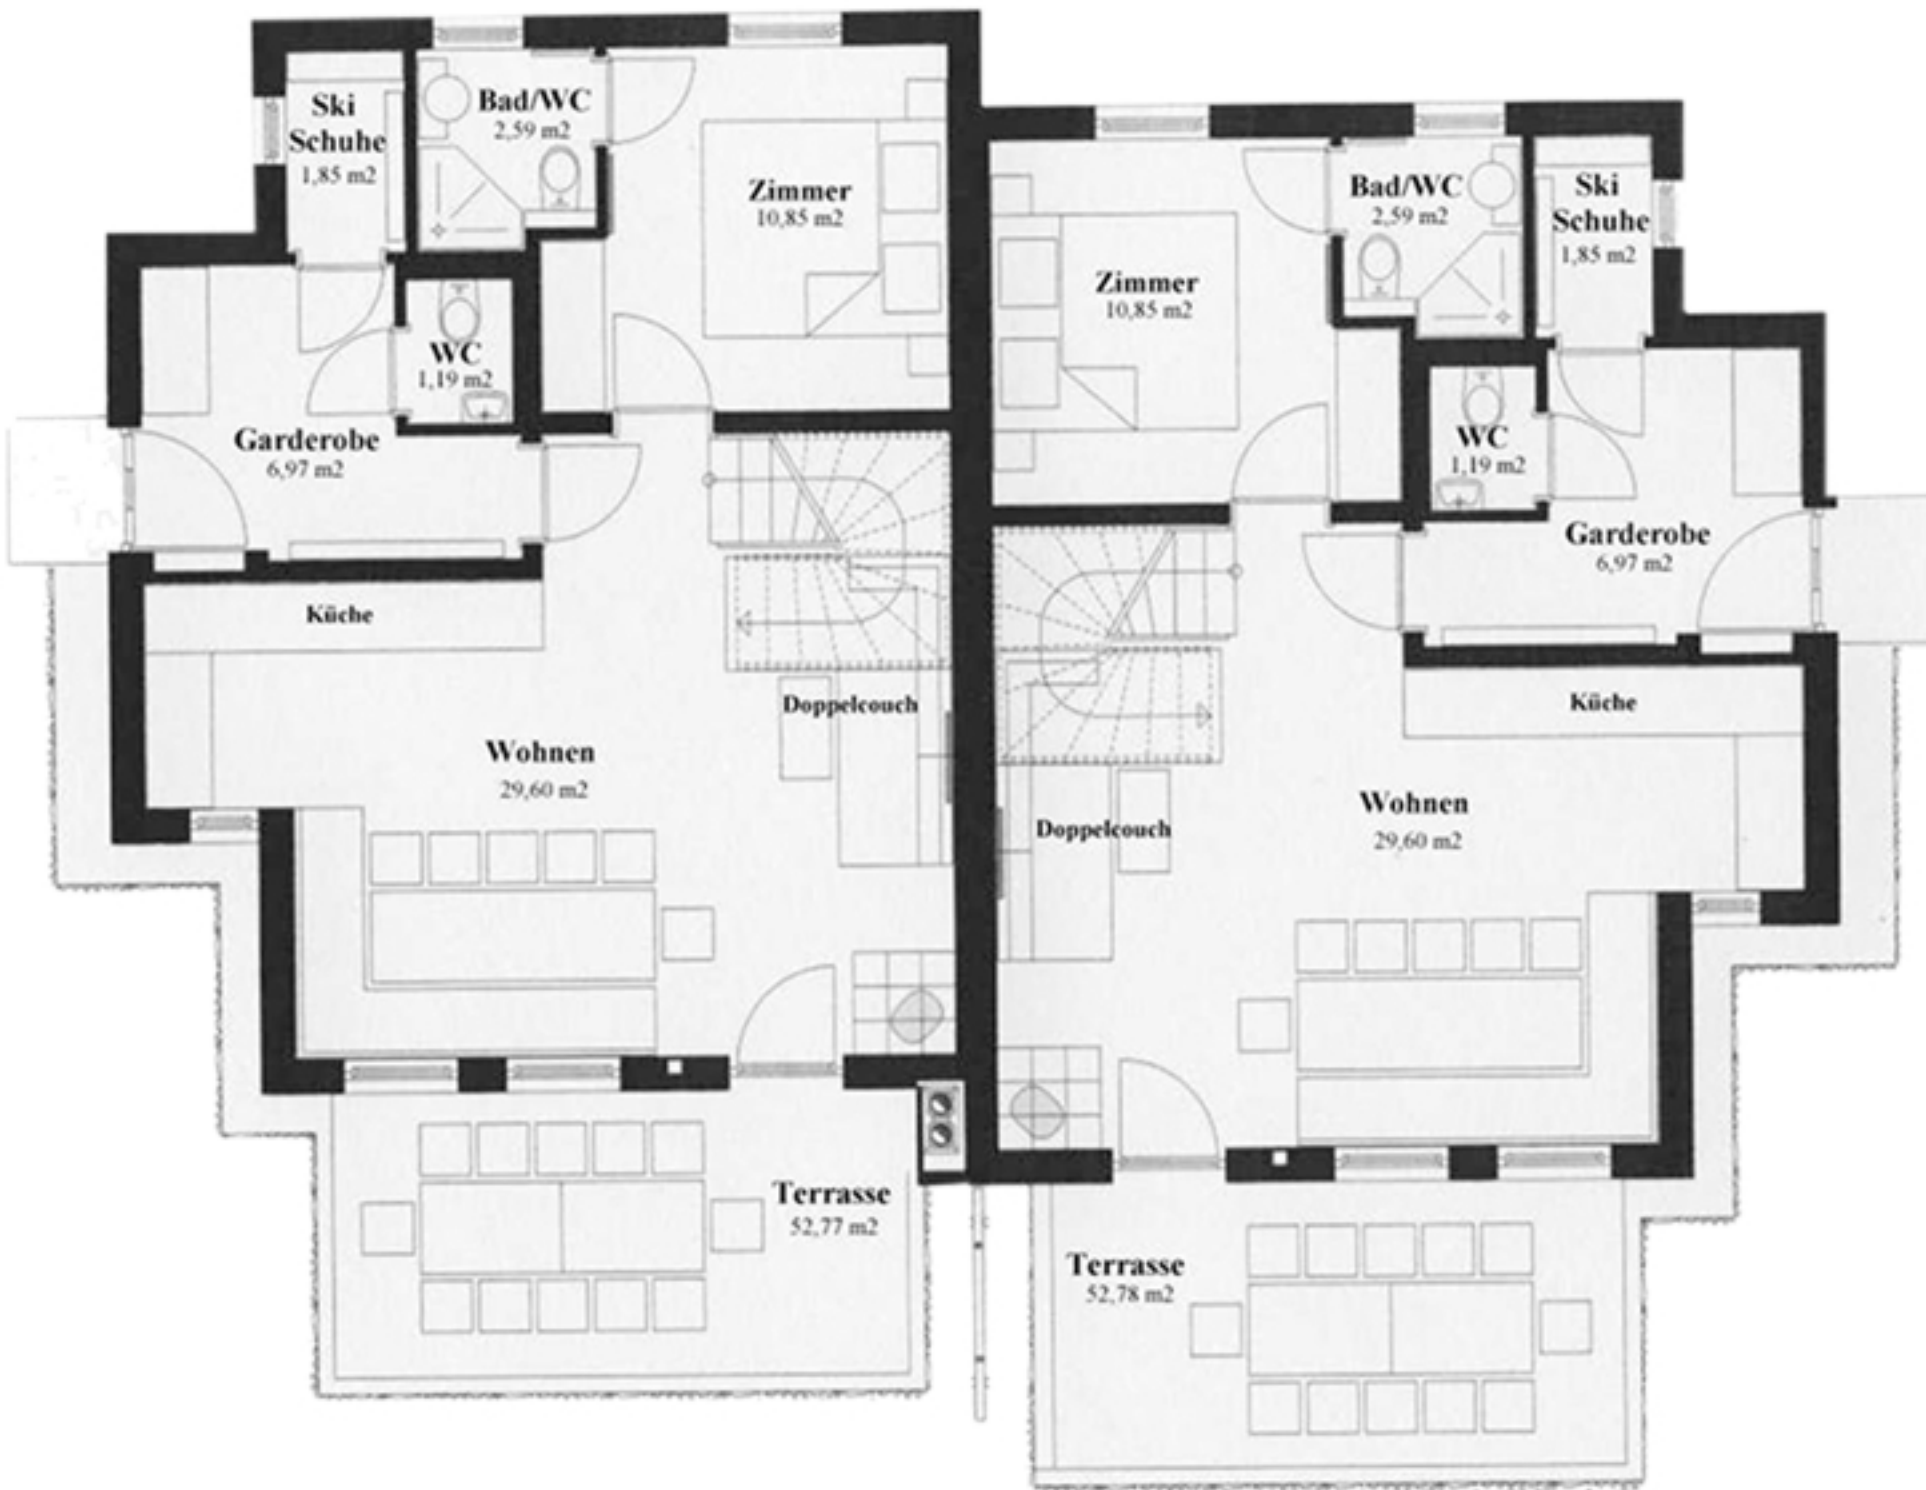 Ski
Schuhe
1,85 m2
Bad/WC
2,59 m2
Zimmer
10,85 m2
WC
1,19 m2
Garderobe
6,97 m2
Küche
Doppelcouch
Wohnen
29,60 m2
Terrasse
52,77 m2
Zimmer
10,85 m2
Bad/WC
2,59 m2
Ski
Schuhe
1,85 m2
WC
1,19 m2
Garderobe
6,97 m2
Küche
Wohnen
29,60 m2
Doppelcouch
Terrasse
52,78 m2